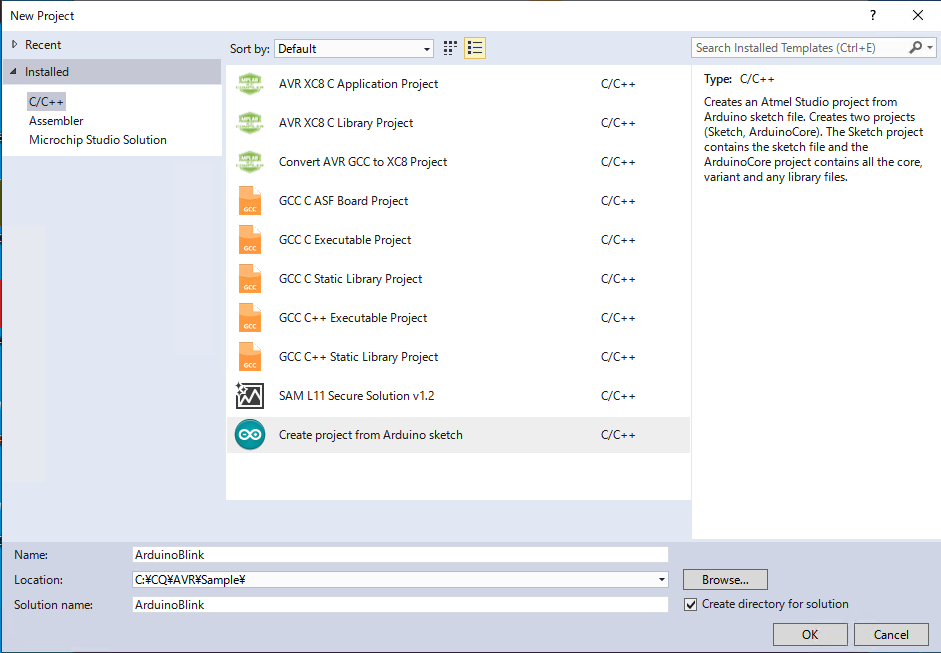 New Project
?
Recent
Installed
C/C++
Assembler
Microchip Studio Solution
Sort by: Default
Search Installed Templates (Ctrl+E)
AVR XC8 C Application Project C/C++
AVR XC8 C Library Project C/C++
Convert AVR GCC to XC8 Project C/C++
GCC GCC C ASF Board Project C/C++
GCC GCC C Executable Project C/C++
GCC GCC C Static Library Project C/C++
GCC GCC C++ Executable Project C/C++
GCC GCC C++ Static Library Project C/C++
SAM L11 Secure Solution v1.2 C/C++
Create project from Arduino sketch C/C++
Type: C/C++
Creates an Atmel Studio project from
Arduino sketch file. Creates two projects
(Sketch, ArduinoCore). The Sketch project
contains the sketch file and the
ArduinoCore project contains all the core,
variant and any library files.
Name: ArduinoBlink
Location: C:¥CQ¥AVR¥Sample¥
Browse...
Solution name: ArduinoBlink
Create directory for solution
OK
Cancel